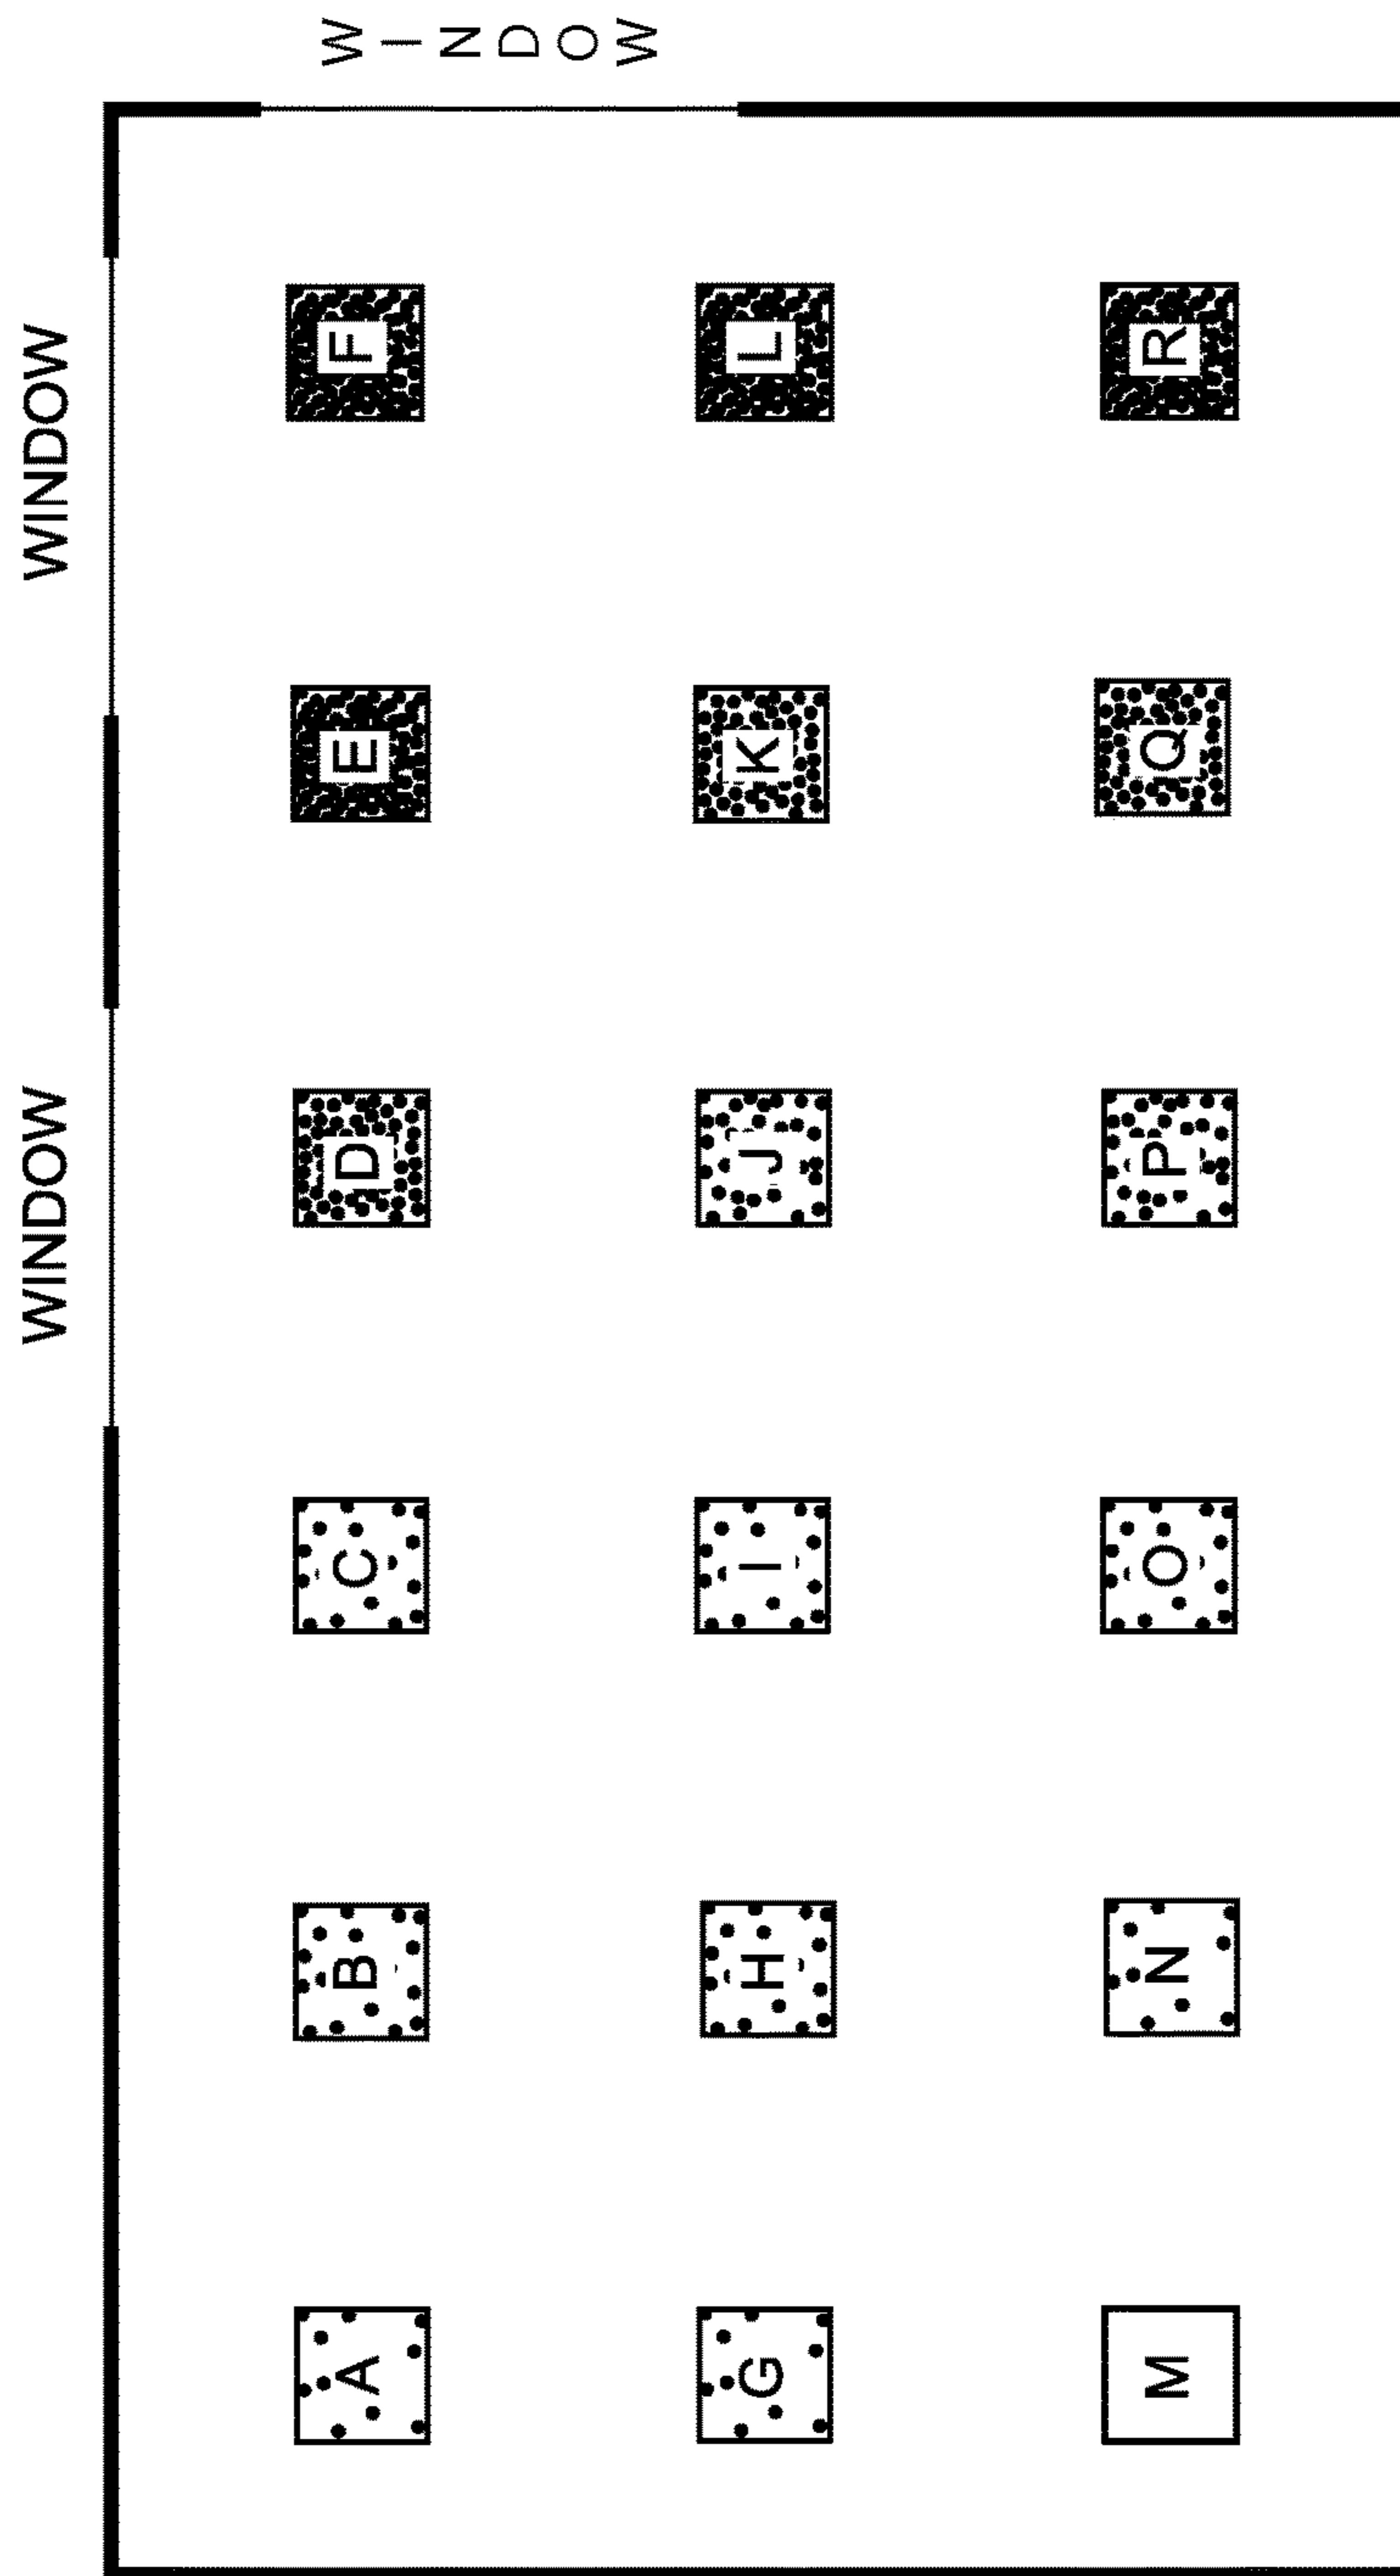 WINDOW WINDOW
WINDOW
A B C D E F
G H I J K L
M N O P Q R